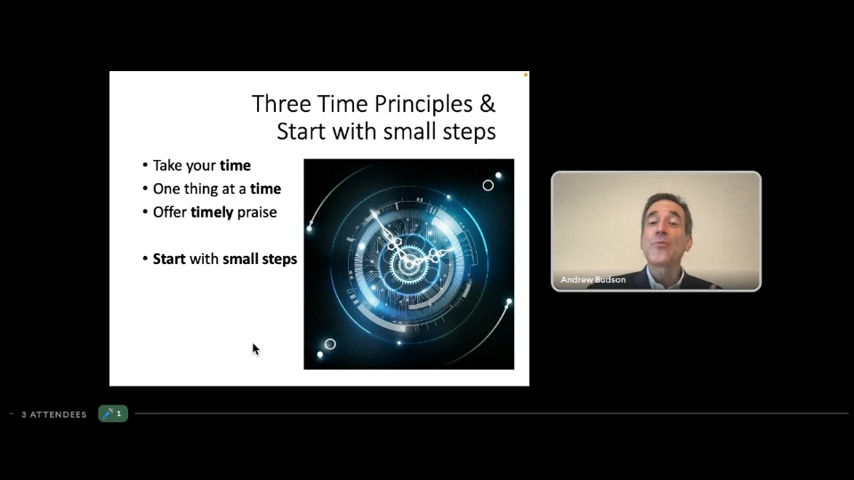 Three Time Principles &
Start with small steps
• Take your time
• One thing at a time
• Offer timely praise
• Start with small steps
Andrew Budson
3 ATTENDEES
1